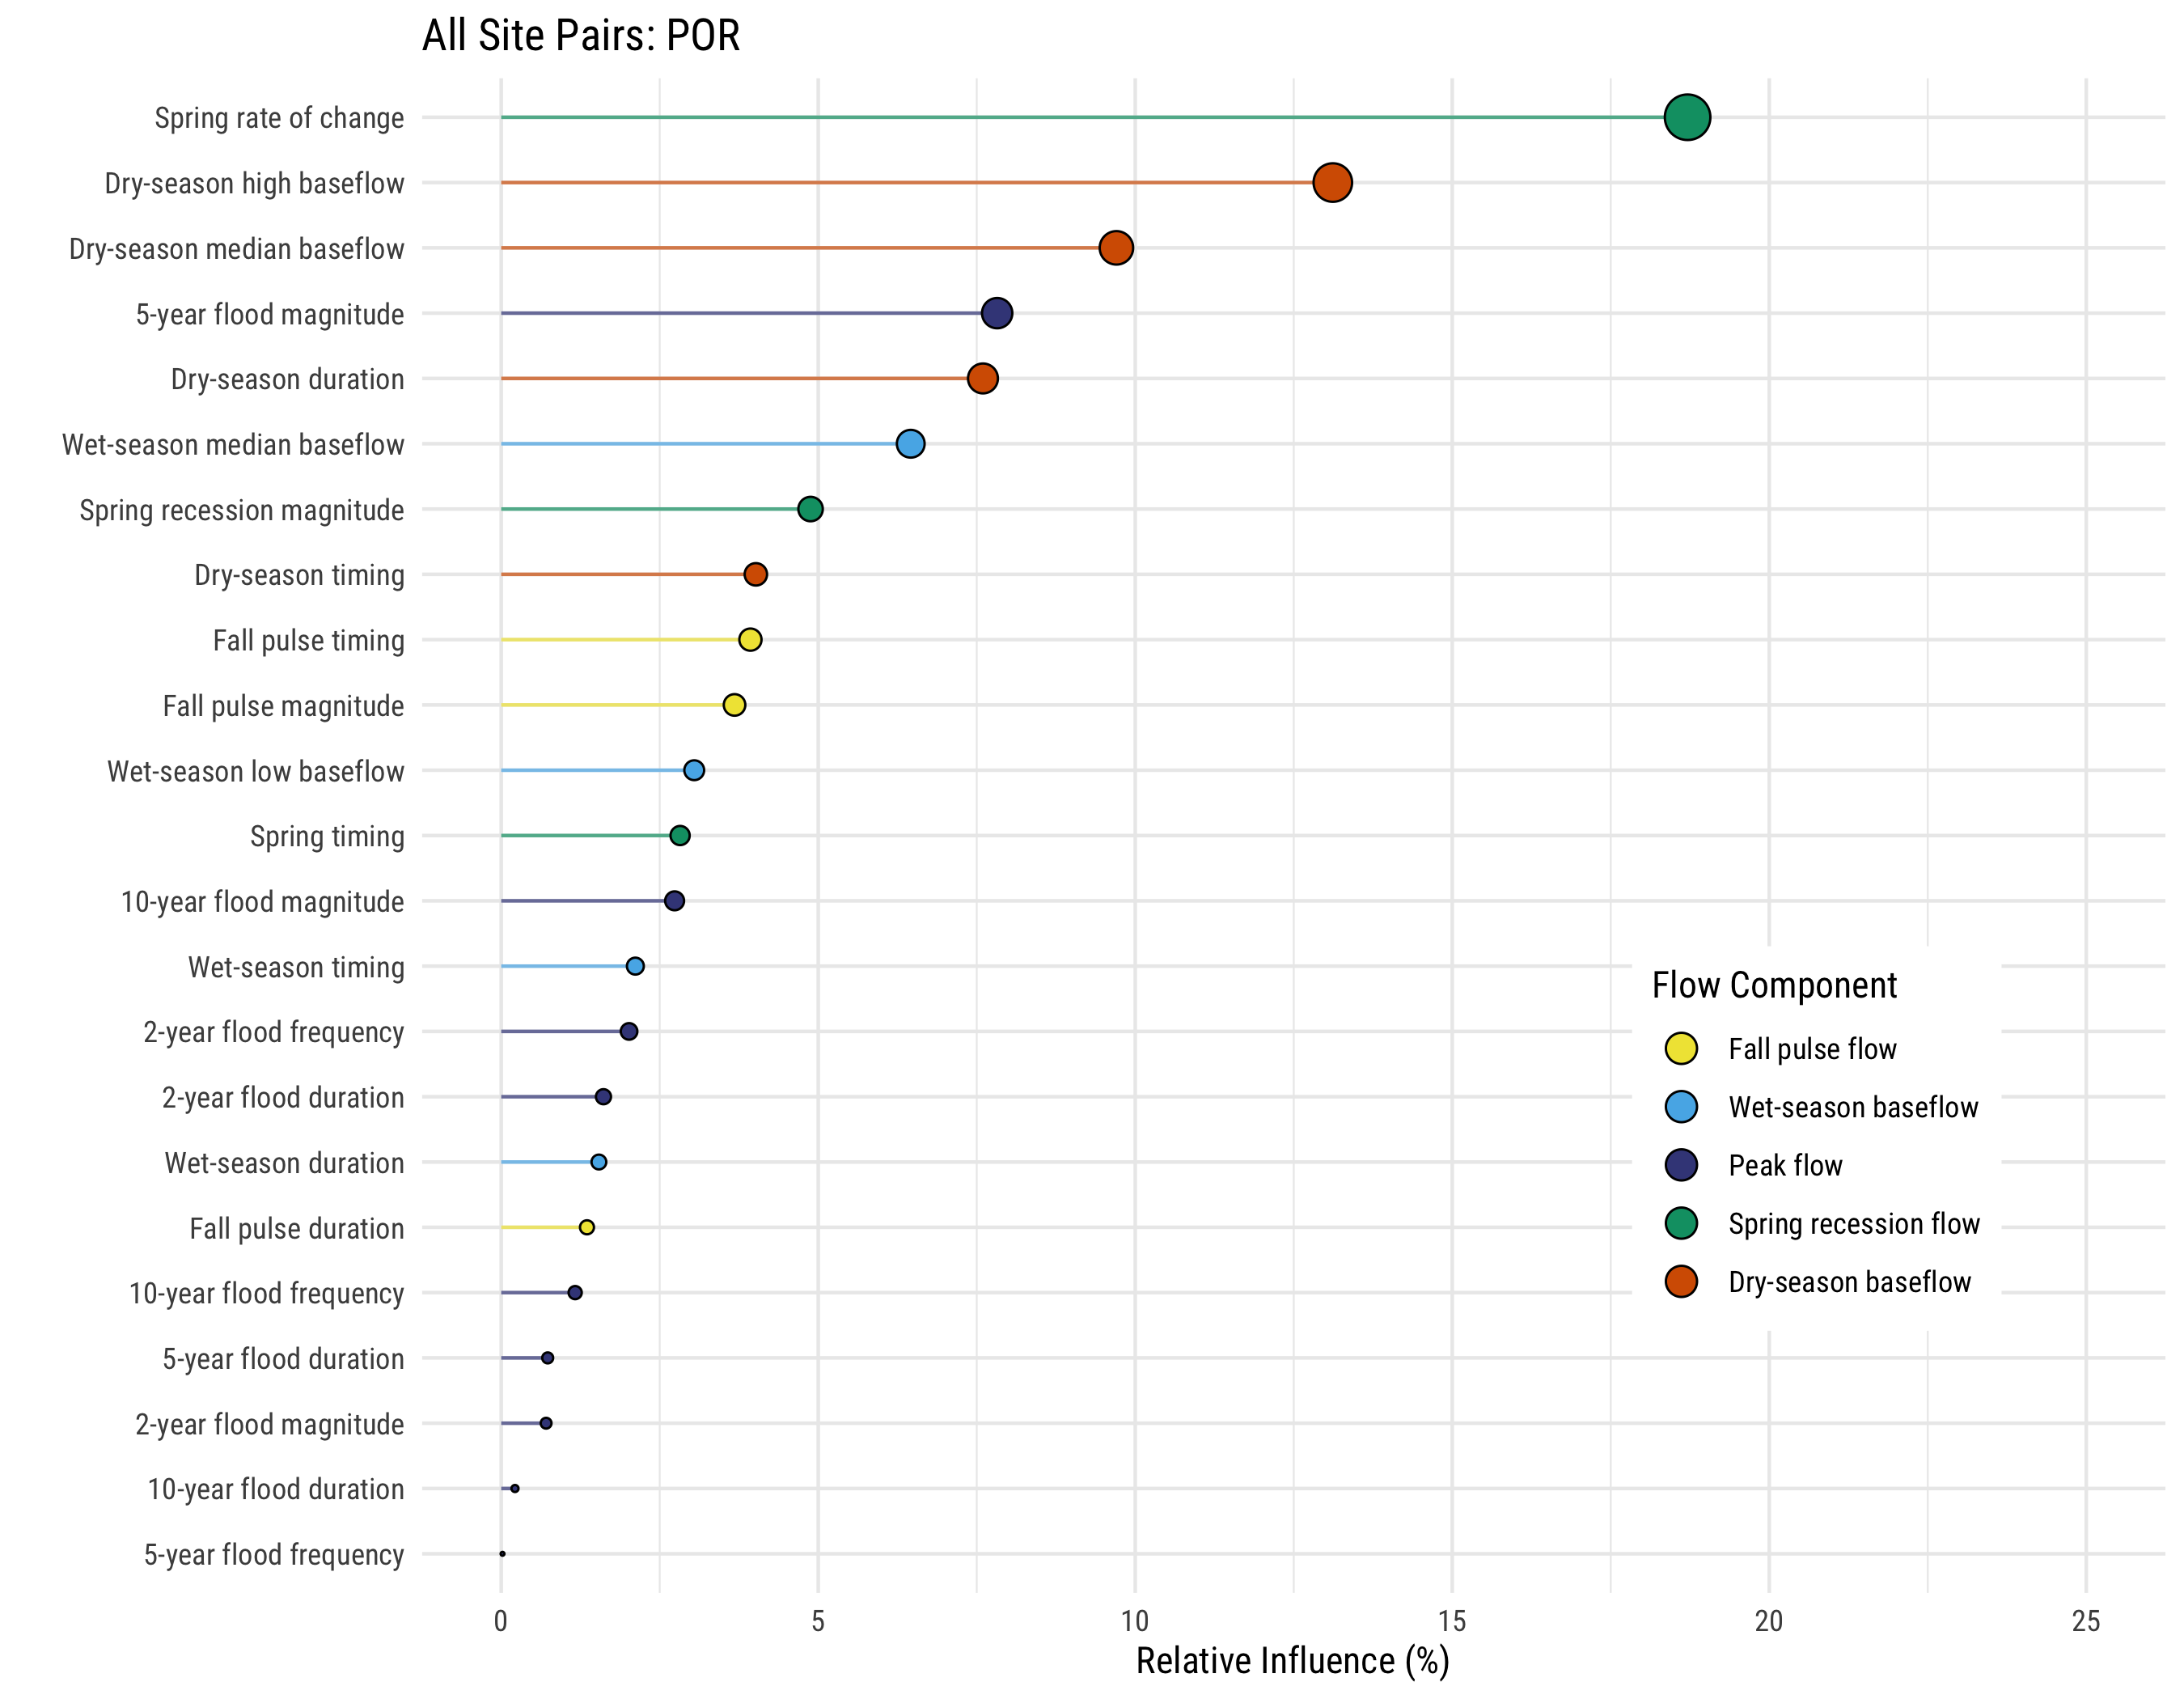 All Site Pairs: POR
Spring rate of change
Dry-season high baseflow
Dry-season median baseflow
5-year flood magnitude
Dry-season duration
Wet-season median baseflow
Spring recession magnitude
Dry-season timing
Fall pulse timing
Fall pulse magnitude
Wet-season low baseflow
Spring timing
10-year flood magnitude
Wet-season timing
2-year flood frequency
2-year flood duration
Wet-season duration
Fall pulse duration
10-year flood frequency
5-year flood duration
2-year flood magnitude
10-year flood duration
5-year flood frequency
Flow Component
Fall pulse flow
Wet-season baseflow
Peak flow
Spring recession flow
Dry-season baseflow
0 5 10 15 20 25
Relative Influence (%)